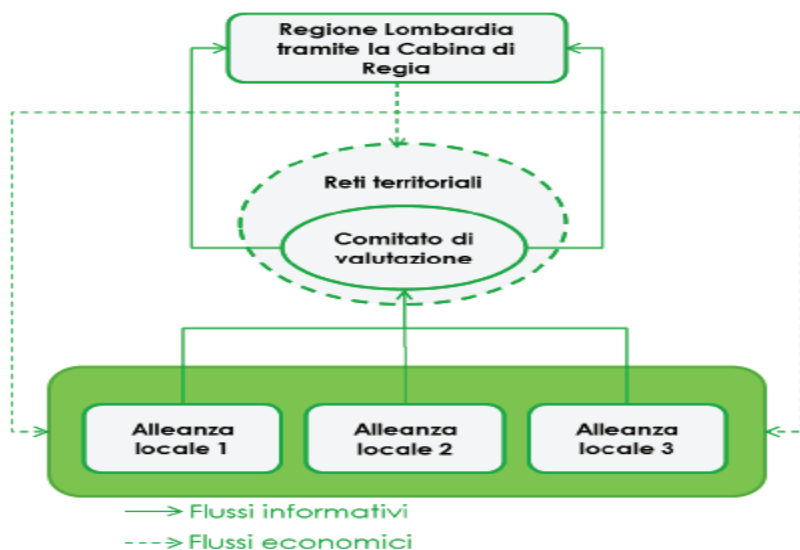 Regione Lombardia
tramite la Cabina di
Regia
Reti territoriali
Comitato di
valutazione
Alleanza
locale 1
Alleanza
locale 2
Alleanza
locale 3
Flussi informativi
Flussi economici